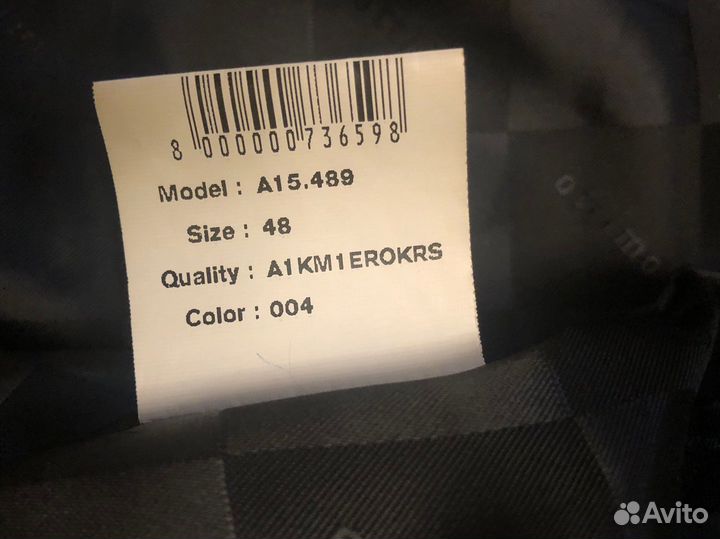 8 000000 736598
Model : A15.489
Size : 48
Quality : A1KM1EROKRS
Color : 004
Avito